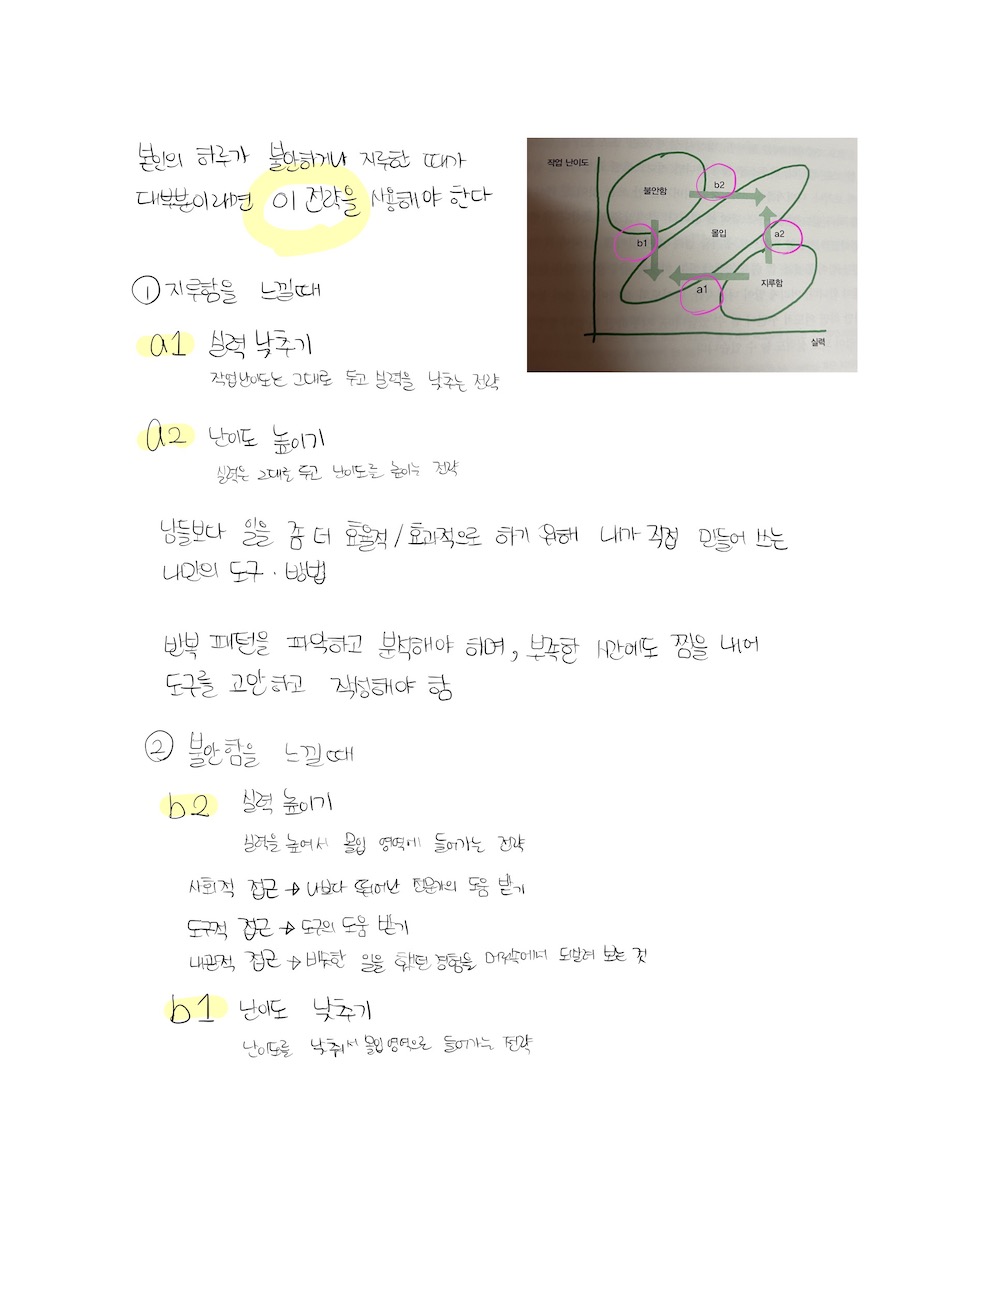 본인의 하루가 불안하거나 지루한 때가
대부분이라면 이 전략을 사용해야 한다
작업 난이도
불안함
b2
b1
몰입
a2
a1
지루함
실력
① 지루함을 느낄때
a1 실력 낮추기
작업난이도는 그대로 두고 실력을 낮추는 전략
a2 난이도 높이기
실력은 그대로 두고 난이도를 높이는 전략
남들보다 일을 좀 더 효율적/효과적으로 하기 위해 내가 직접 만들어 쓰는
나만의 도구·방법
반복 패턴을 파악하고 분석해야 하며, 부족한 시간에도 찜을 내어
도구를 고안하고 작성해야 함
② 불안함을 느낄때
b2 실력 높이기
실력을 높여서 몰입 영역에 들어가는 전략
사회적 접근 → 나보다 뛰어난 전문가의 도움 받기
도구적 접근 → 도구의 도움 받기
내관적 접근 → 비슷한 일을 했던 경험을 머릿속에서 되살려 보는 것
b1 난이도 낮추기
난이도를 낮춰서 몰입영역으로 들어가는 전략